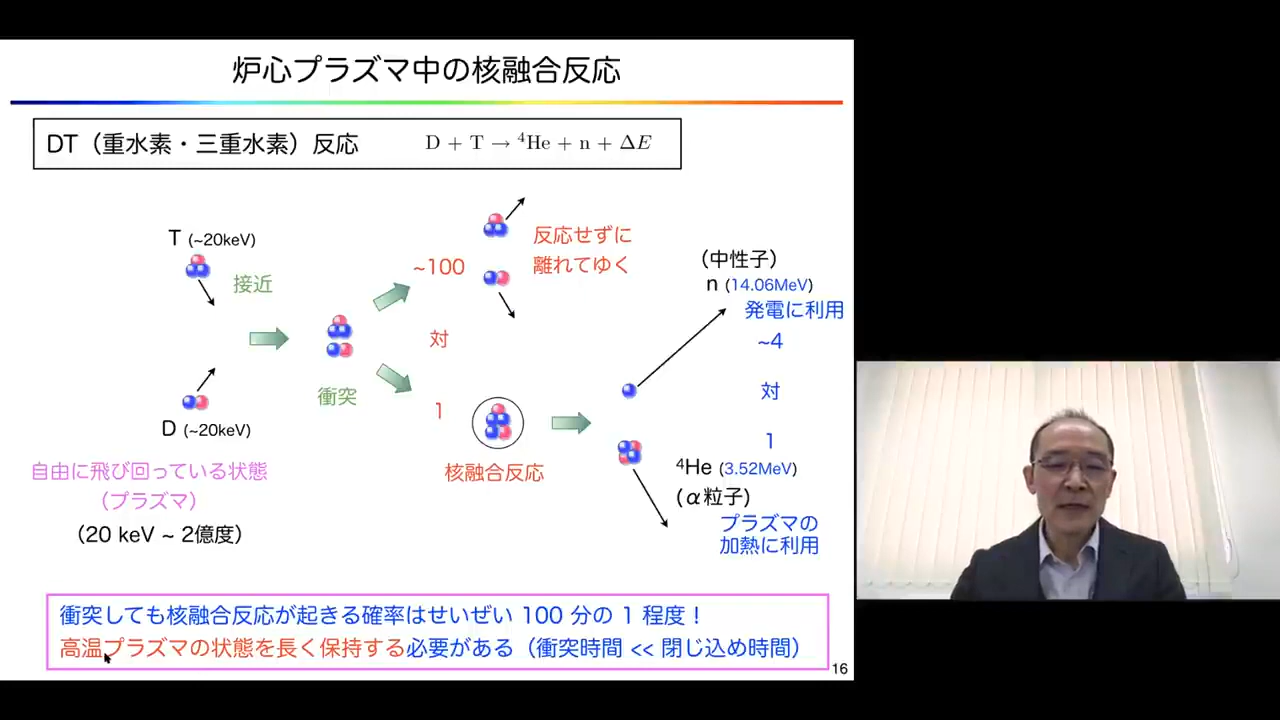 炉心プラズマ中の核融合反応
DT（重水素・三重水素）反応 D + T → ⁴He + n + ΔE
T (~20keV)
接近
D (~20keV)
自由に飛び回っている状態
（プラズマ）
（20 keV ~ 2億度）
衝突
~100
対
1
反応せずに
離れてゆく
核融合反応
（中性子）
n (14.06MeV)
発電に利用
~4
対
1
⁴He (3.52MeV)
(α粒子)
プラズマの
加熱に利用
衝突しても核融合反応が起きる確率はせいぜい 100 分の 1 程度！
高温プラズマの状態を長く保持する必要がある（衝突時間 << 閉じ込め時間）
16